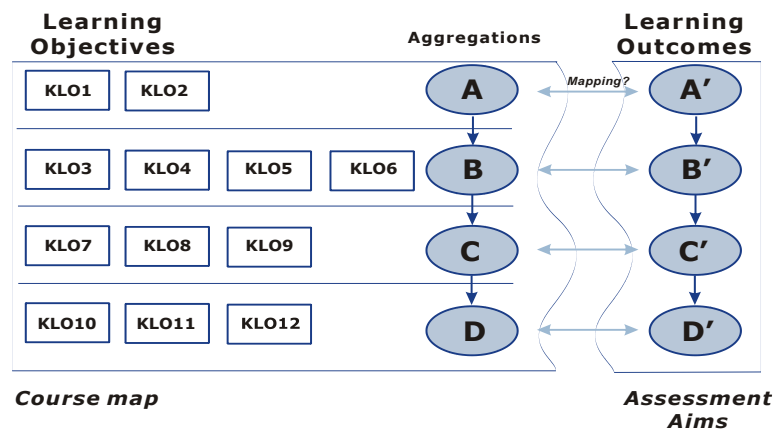 Learning
Objectives
Aggregations
Learning
Outcomes
KLO1 KLO2 A Mapping? A′
KLO3 KLO4 KLO5 KLO6 B B′
KLO7 KLO8 KLO9 C C′
KLO10 KLO11 KLO12 D D′
Course map
Assessment
Aims